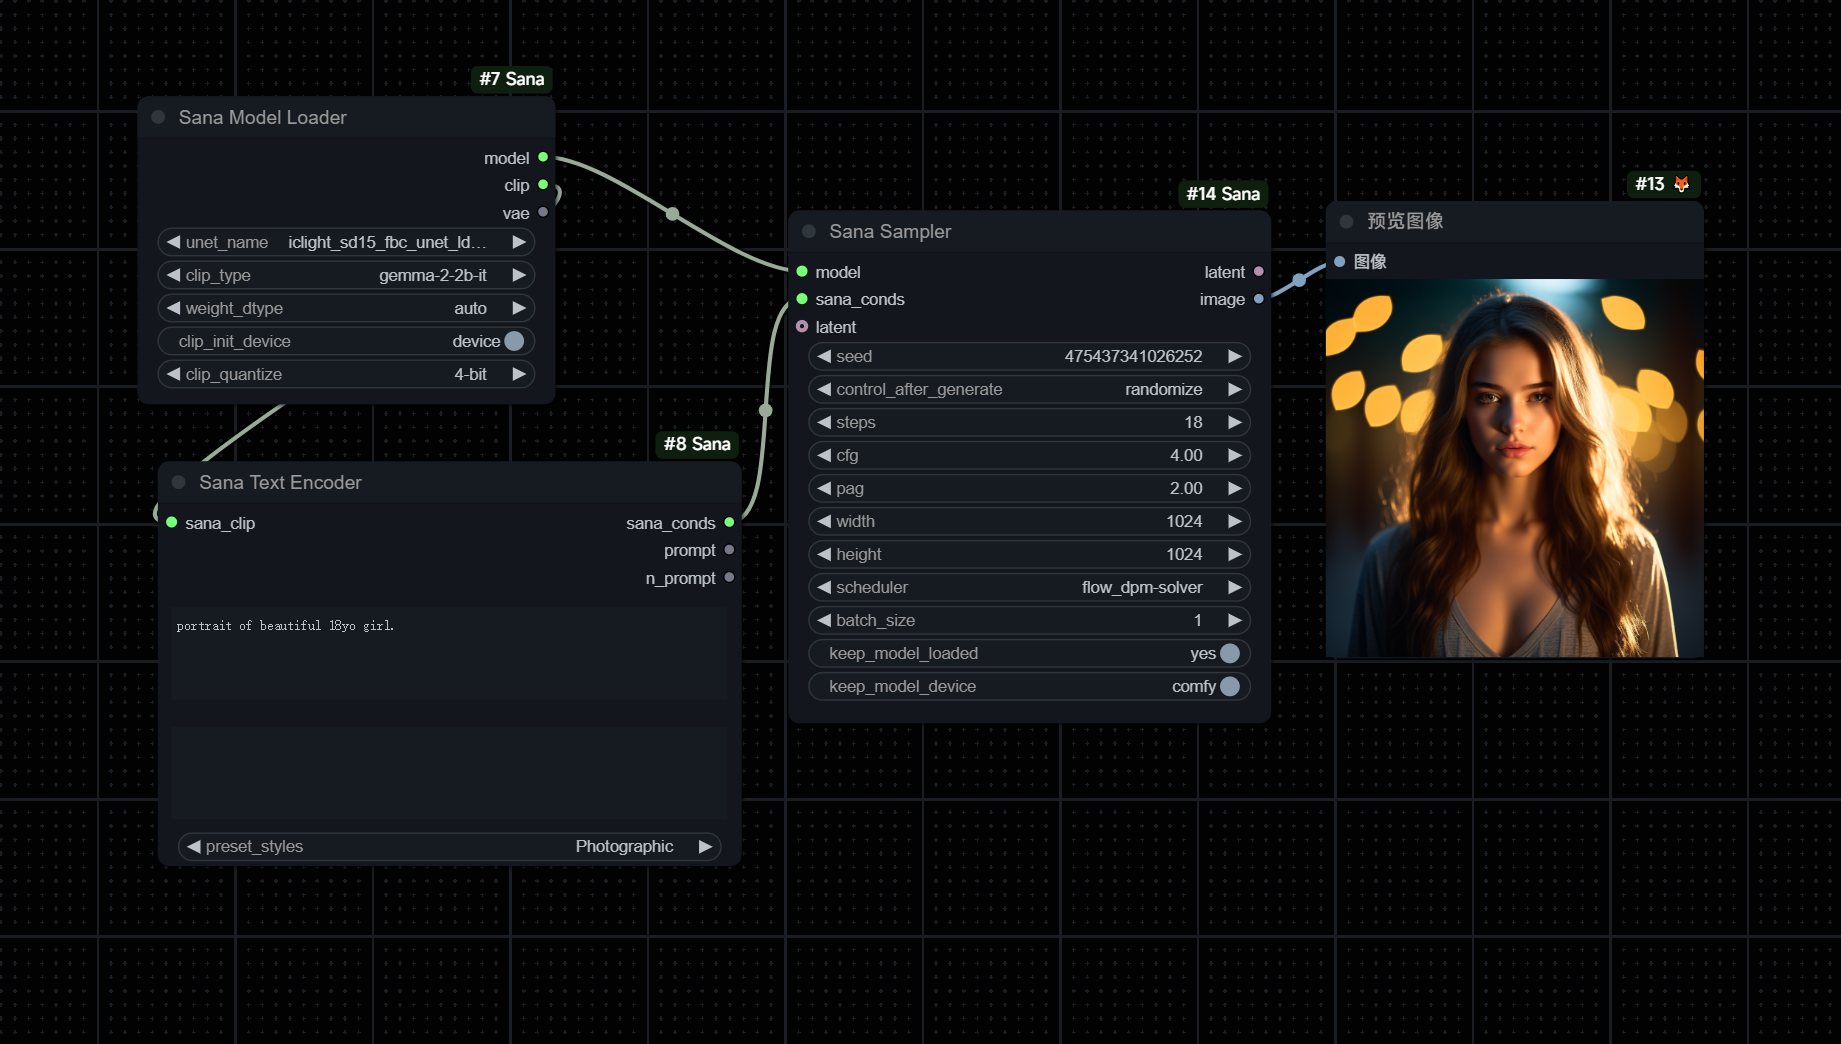 #7 Sana
Sana Model Loader
model
clip
vae
unet_name iclight_sd15_fbc_unet_ld...
clip_type gemma-2-2b-it
weight_dtype auto
clip_init_device device
clip_quantize 4-bit
#8 Sana
Sana Text Encoder
sana_clip sana_conds
prompt
n_prompt
portrait of beautiful 18yo girl.
preset_styles Photographic
#14 Sana
Sana Sampler
model latent
sana_conds image
latent
seed 475437341026252
control_after_generate randomize
steps 18
cfg 4.00
pag 2.00
width 1024
height 1024
scheduler flow_dpm-solver
batch_size 1
keep_model_loaded yes
keep_model_device comfy
#13 🦊
预览图像
图像